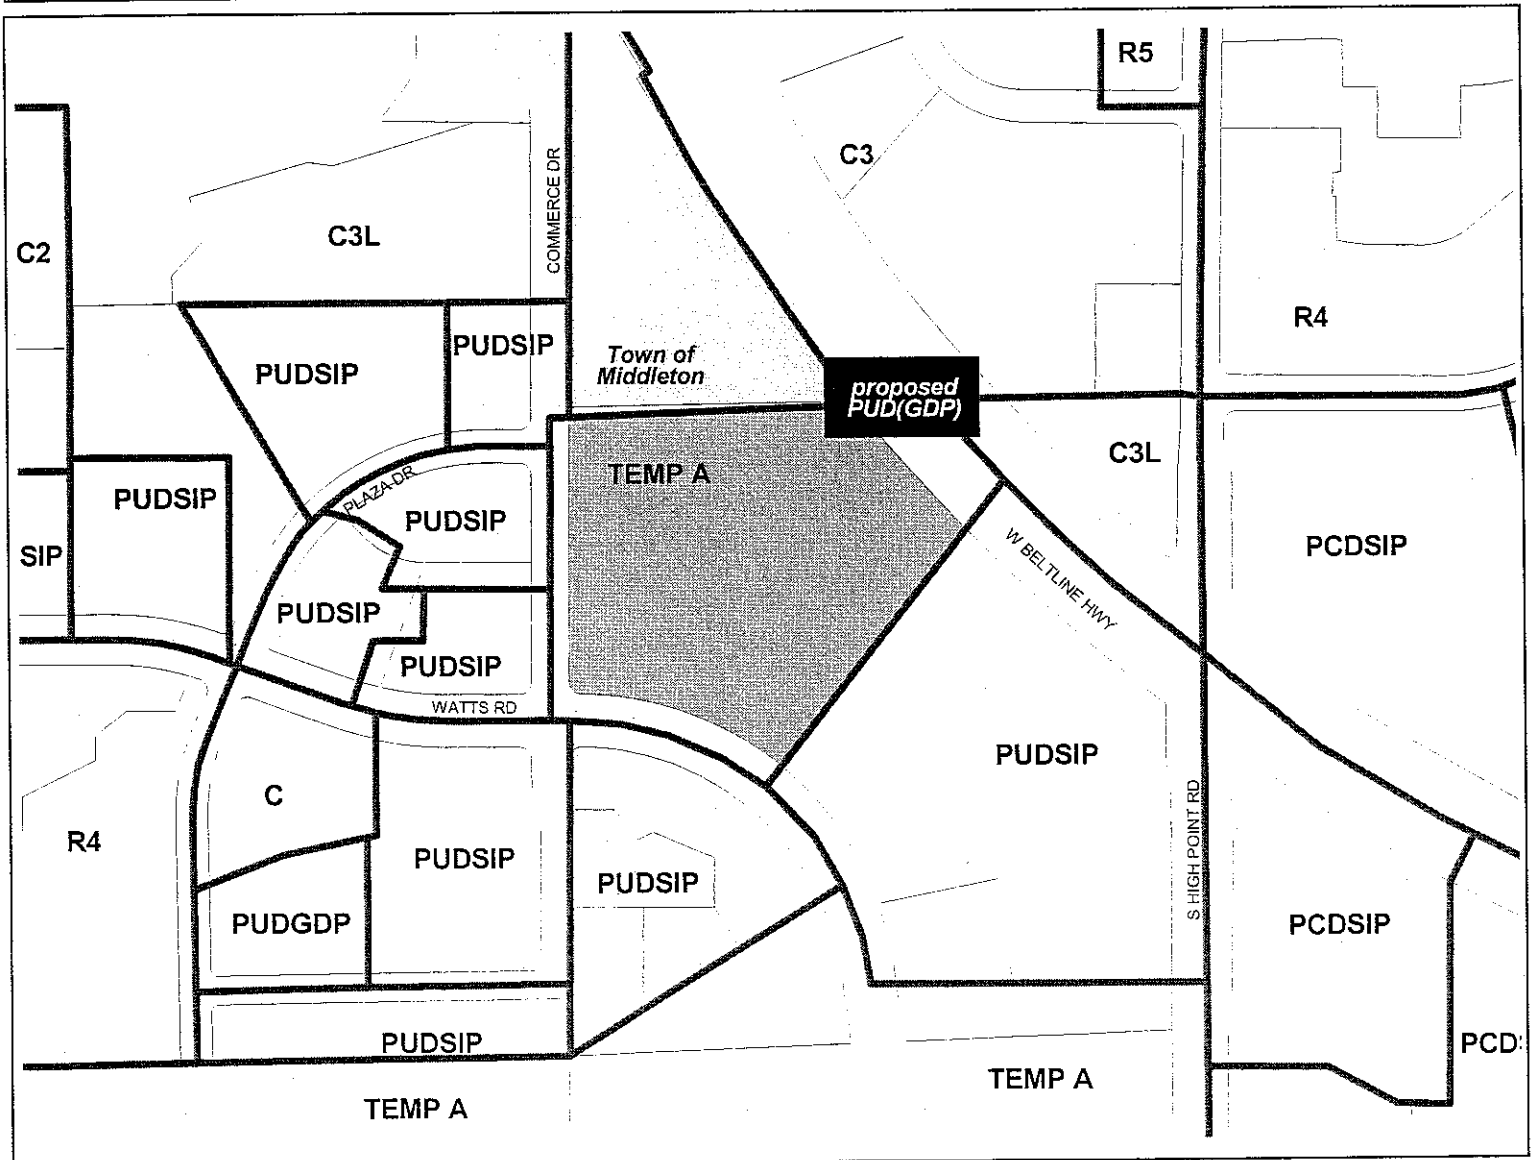 R5
C3
COMMERCE DR
C3L
C2
R4
PUDSIP
PUDSIP
Town of
Middleton
proposed
PUD(GDP)
C3L
TEMP A
PLAZA DR
PUDSIP
PUDSIP
SIP
PCDSIP
W BELTLINE HWY
PUDSIP
PUDSIP
WATTS RD
PUDSIP
C
R4
S HIGH POINT RD
PUDSIP
PUDSIP
PUDGDP
PCDSIP
PUDSIP
PCD
TEMP A
TEMP A